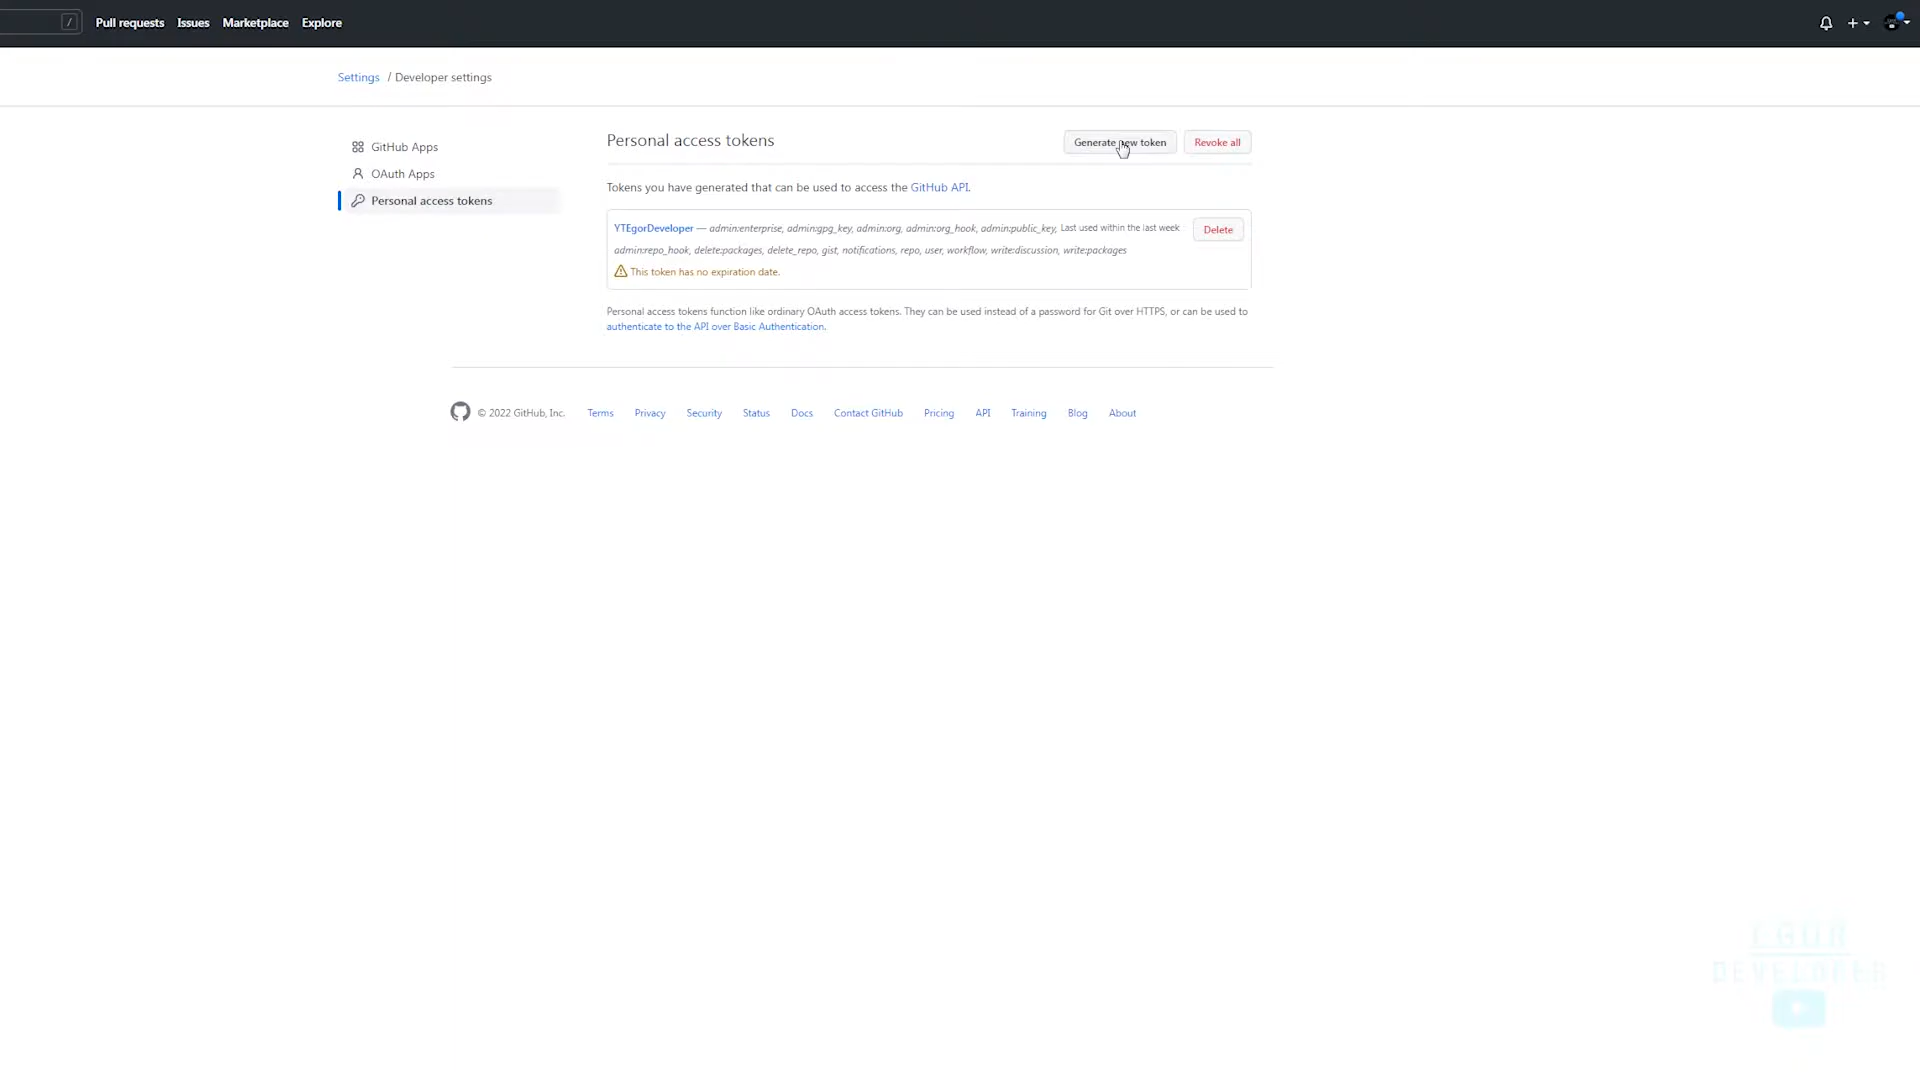 / Pull requests Issues Marketplace Explore
Settings / Developer settings
GitHub Apps
OAuth Apps
Personal access tokens
Personal access tokens
Generate new token Revoke all
Tokens you have generated that can be used to access the GitHub API.
YTEgorDeveloper — admin:enterprise, admin:gpg_key, admin:org, admin:org_hook, admin:public_key, Last used within the last week Delete
admin:repo_hook, delete:packages, delete_repo, gist, notifications, repo, user, workflow, write:discussion, write:packages
This token has no expiration date.
Personal access tokens function like ordinary OAuth access tokens. They can be used instead of a password for Git over HTTPS, or can be used to
authenticate to the API over Basic Authentication.
© 2022 GitHub, Inc. Terms Privacy Security Status Docs Contact GitHub Pricing API Training Blog About
DEVELOPER